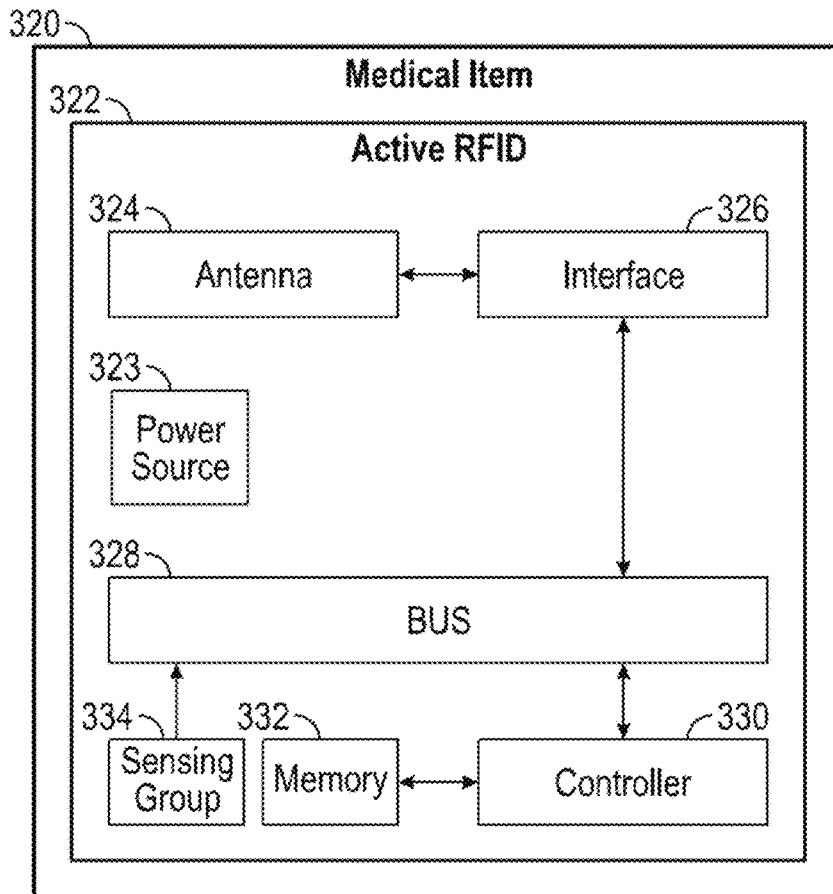 320
Medical Item
322
Active RFID
324
326
Antenna
Interface
323
Power
Source
328
BUS
334
332
330
Sensing
Group
Memory
Controller